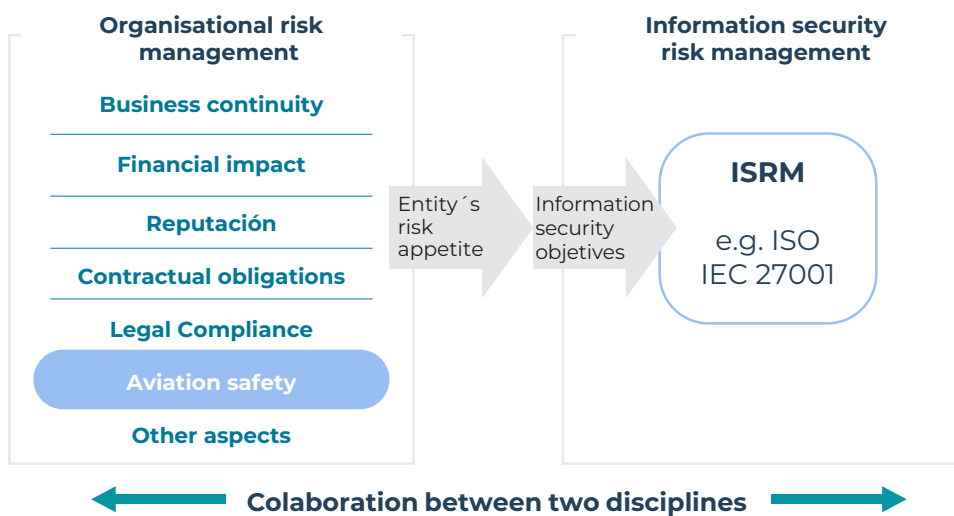 Organisational risk
management
Business continuity
Financial impact
Reputación
Contractual obligations
Legal Compliance
Aviation safety
Other aspects
Entity´s
risk
appetite
Information
security
objetives
Information security
risk management
ISRM
e.g. ISO
IEC 27001
Colaboration between two disciplines